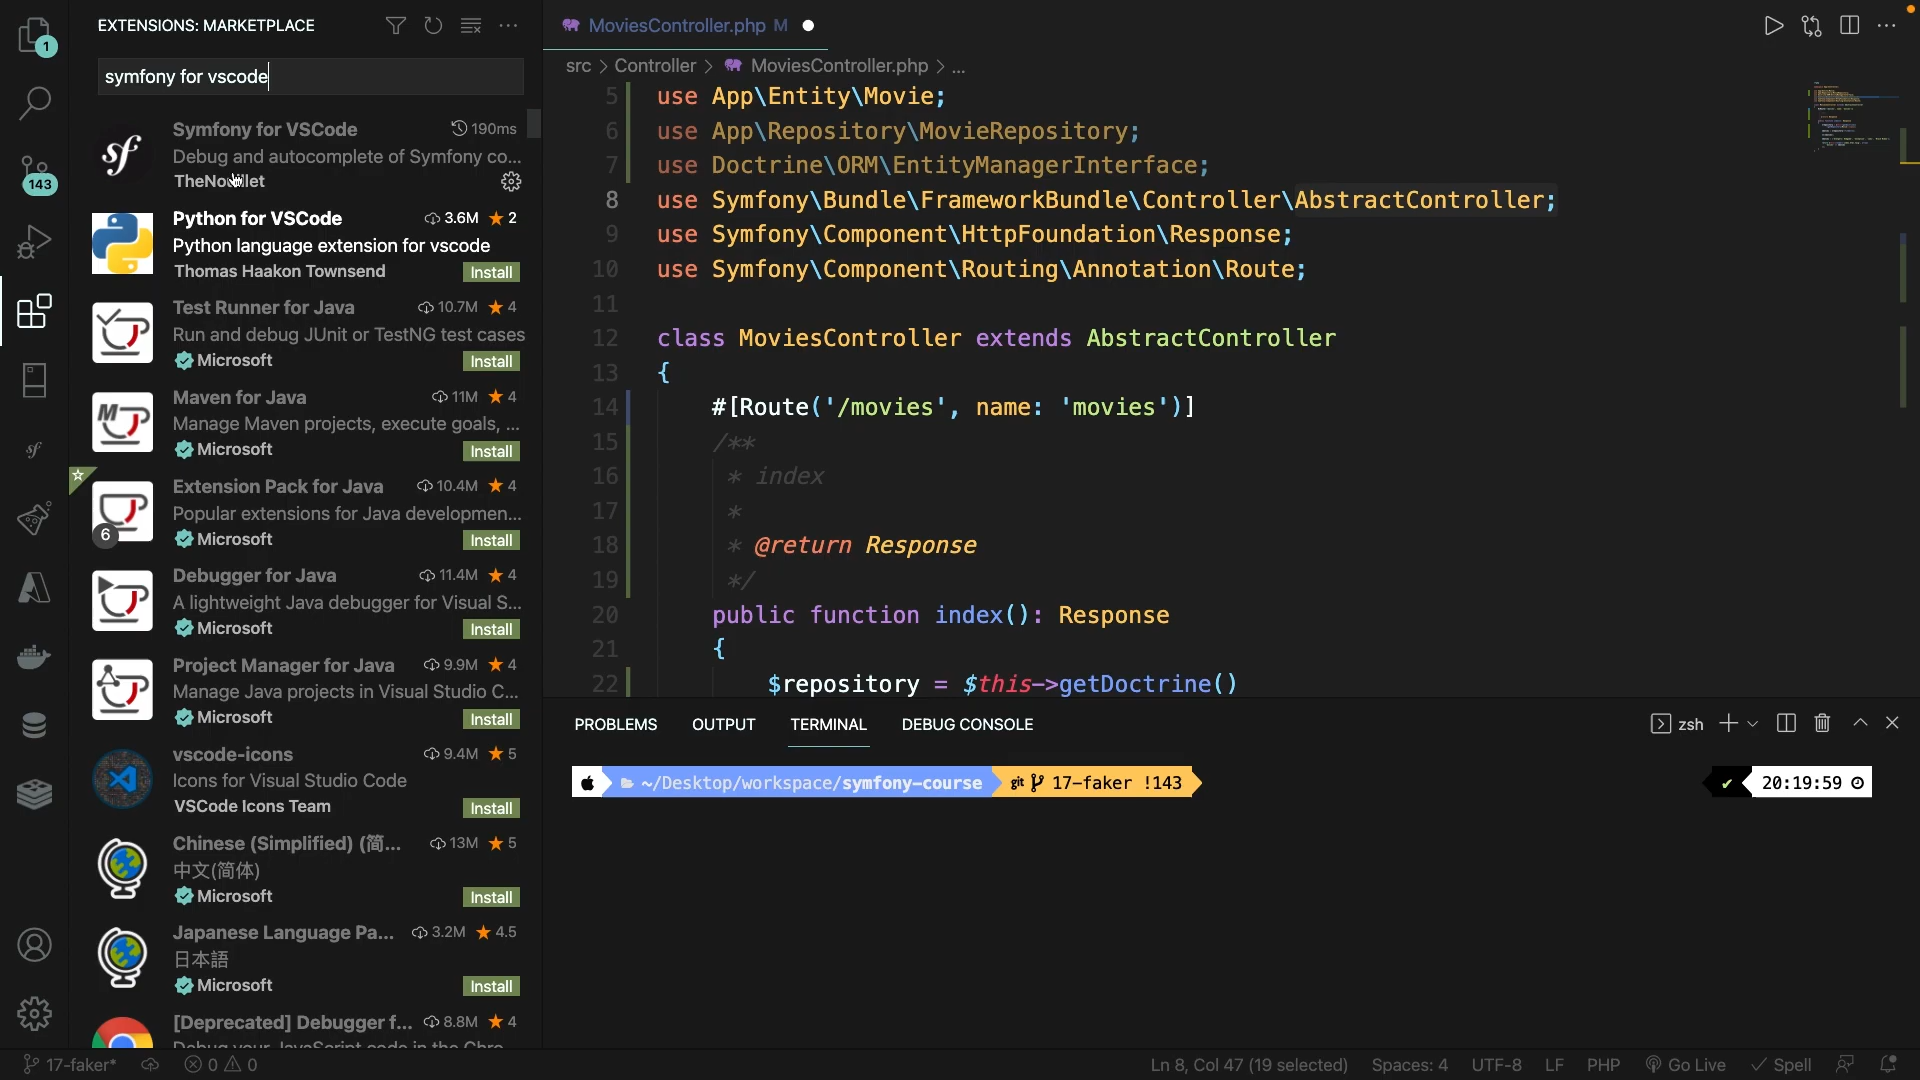 EXTENSIONS: MARKETPLACE
symfony for vscode
Symfony for VSCode 190ms
Debug and autocomplete of Symfony co...
Python for VSCode 3.6M 2
Python language extension for vscode
Thomas Haakon Townsend Install
Test Runner for Java 10.7M 4
Run and debug JUnit or TestNG test cases
Microsoft Install
Maven for Java 11M 4
Manage Maven projects, execute goals, ...
Microsoft Install
Extension Pack for Java 10.4M 4
Popular extensions for Java developmen...
6 Microsoft Install
Debugger for Java 11.4M 4
A lightweight Java debugger for Visual S...
Microsoft Install
Project Manager for Java 9.9M 4
Manage Java projects in Visual Studio C...
Microsoft Install
vscode-icons 9.4M 5
Icons for Visual Studio Code
VSCode Icons Team Install
Chinese (Simplified) (简... 13M 5
中文(简体)
Microsoft Install
Japanese Language Pa... 3.2M 4.5
日本語
Microsoft Install
[Deprecated] Debugger f... 8.8M 4
1
143
sf
MoviesController.php M
src > Controller > MoviesController.php > ...
5 use App\Entity\Movie;
6 use App\Repository\MovieRepository;
7 use Doctrine\ORM\EntityManagerInterface;
8 use Symfony\Bundle\FrameworkBundle\Controller\AbstractController;
9 use Symfony\Component\HttpFoundation\Response;
10 use Symfony\Component\Routing\Annotation\Route;
11
12 class MoviesController extends AbstractController
13 {
14 #[Route('/movies', name: 'movies')]
15 /**
16 * index
17 *
18 * @return Response
19 */
20 public function index(): Response
21 {
22 $repository = $this->getDoctrine()
PROBLEMS OUTPUT TERMINAL DEBUG CONSOLE zsh
~/Desktop/workspace/symfony-course git 17-faker !143 ✔ 20:19:59
17-faker* 0 0 Ln 8, Col 47 (19 selected) Spaces: 4 UTF-8 LF PHP Go Live Spell